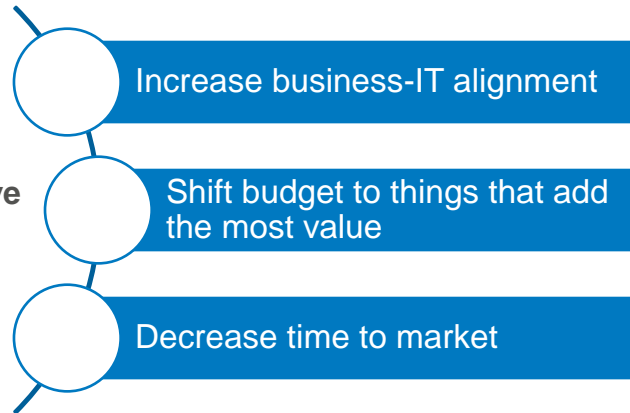 Increase business-IT alignment
Shift budget to things that add
the most value
Decrease time to market